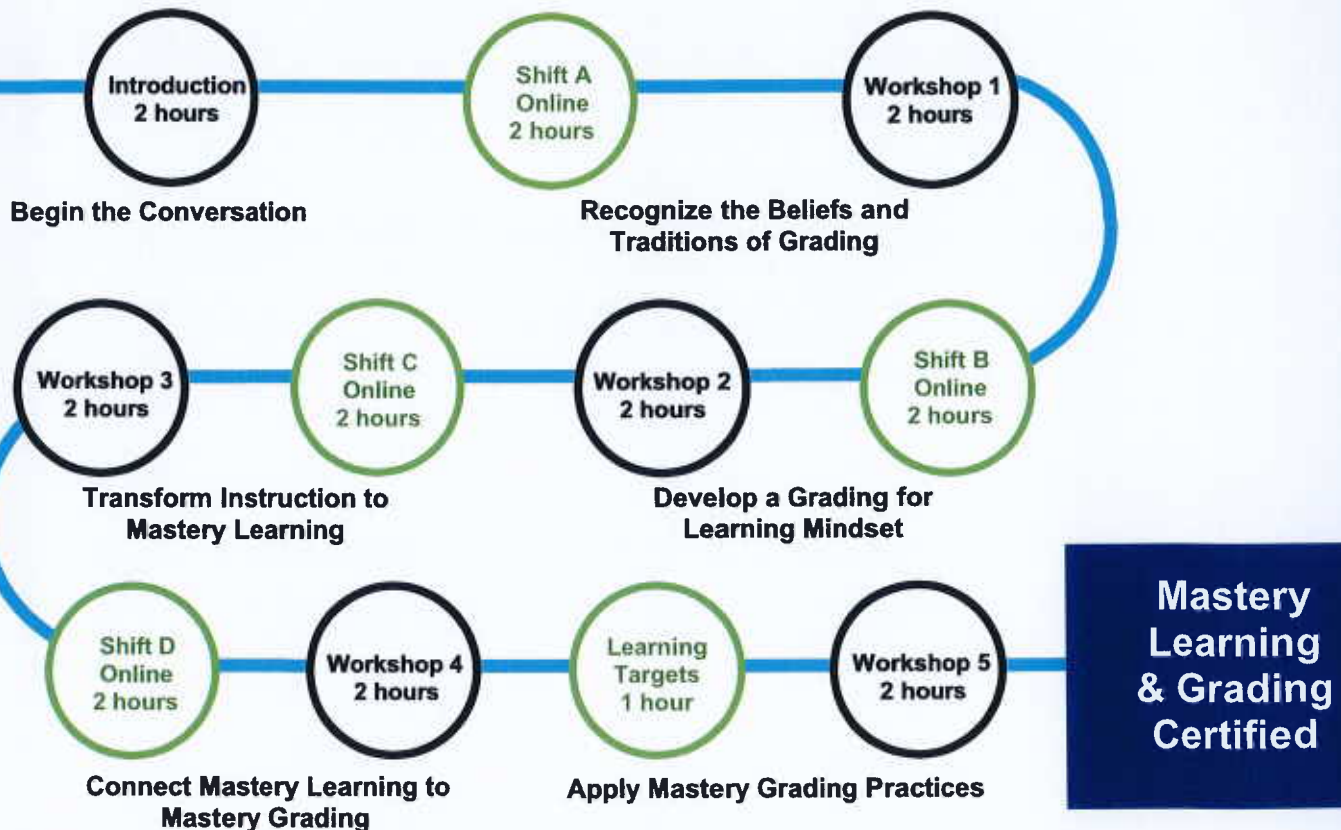 Introduction
2 hours
Shift A
Online
2 hours
Workshop 1
2 hours
Begin the Conversation
Recognize the Beliefs and
Traditions of Grading
Workshop 3
2 hours
Shift C
Online
2 hours
Workshop 2
2 hours
Shift B
Online
2 hours
Transform Instruction to
Mastery Learning
Develop a Grading for
Learning Mindset
Shift D
Online
2 hours
Workshop 4
2 hours
Learning
Targets
1 hour
Workshop 5
2 hours
Mastery
Learning
& Grading
Certified
Connect Mastery Learning to
Mastery Grading
Apply Mastery Grading Practices